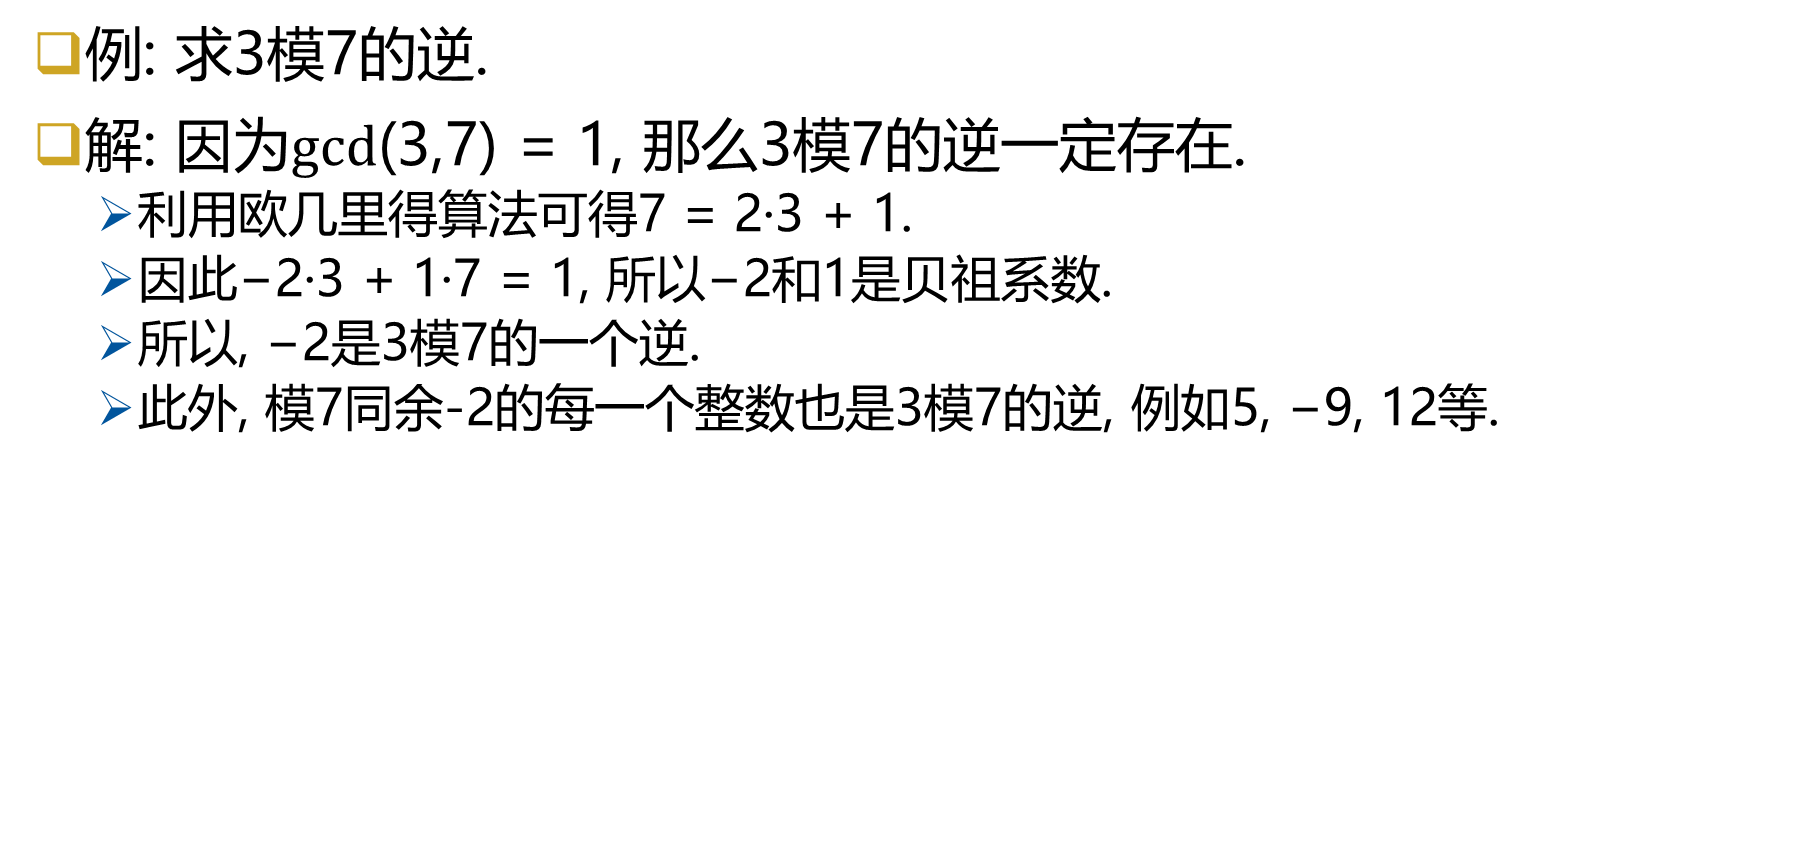 例: 求3模7的逆.
解: 因为gcd(3,7) = 1, 那么3模7的逆一定存在.
利用欧几里得算法可得7 = 2·3 + 1.
因此−2·3 + 1·7 = 1, 所以−2和1是贝祖系数.
所以, −2是3模7的一个逆.
此外, 模7同余-2的每一个整数也是3模7的逆, 例如5, −9, 12等.